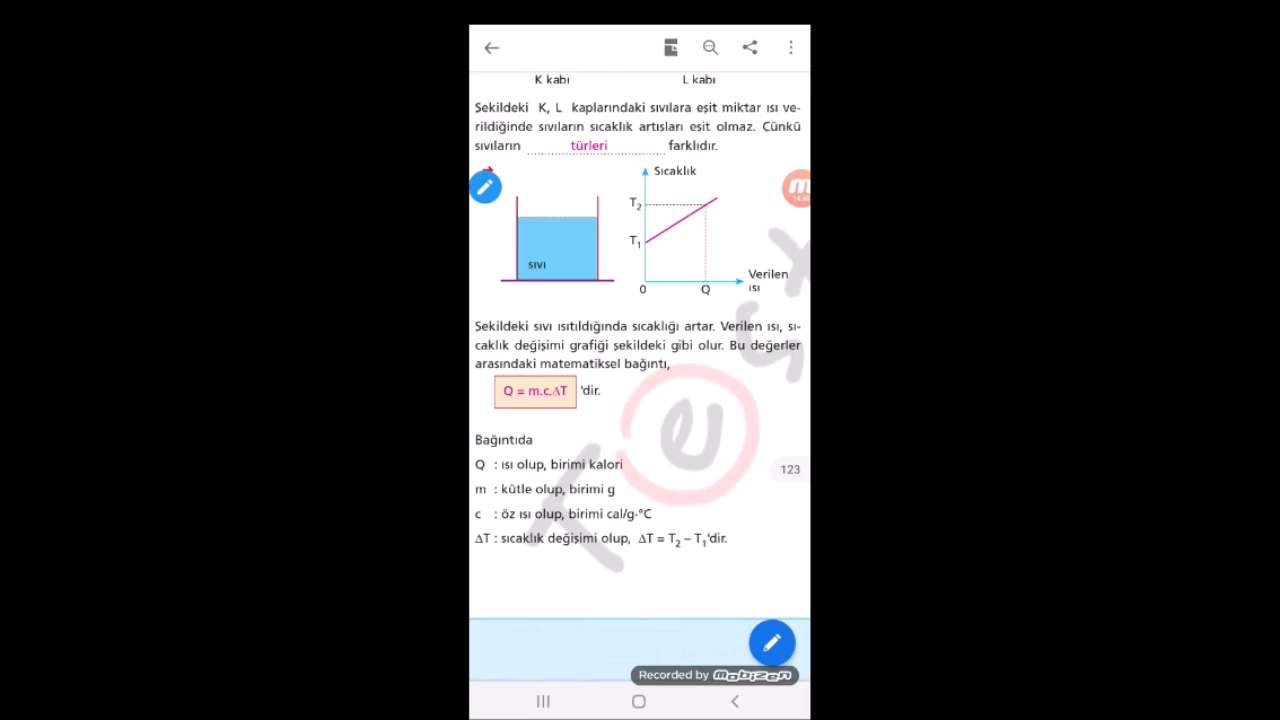 K kabı L kabı
Şekildeki K, L kaplarındaki sıvılara eşit miktar ısı ve-
rildiğinde sıvıların sıcaklık artışları eşit olmaz. Çünkü
sıvıların türleri farklıdır.
Sıcaklık
T2
T1
sıvı
Verilen
ısı
0 Q
14:40
Şekildeki sıvı ısıtıldığında sıcaklığı artar. Verilen ısı, sı-
caklık değişimi grafiği şekildeki gibi olur. Bu değerler
arasındaki matematiksel bağıntı,
Q = m.c.ΔT 'dir.
Bağıntıda
Q : ısı olup, birimi kalori
123
m : kütle olup, birimi g
c : öz ısı olup, birimi cal/g·°C
ΔT : sıcaklık değişimi olup, ΔT = T2 – T1'dir.
Test
Recorded by mobizen